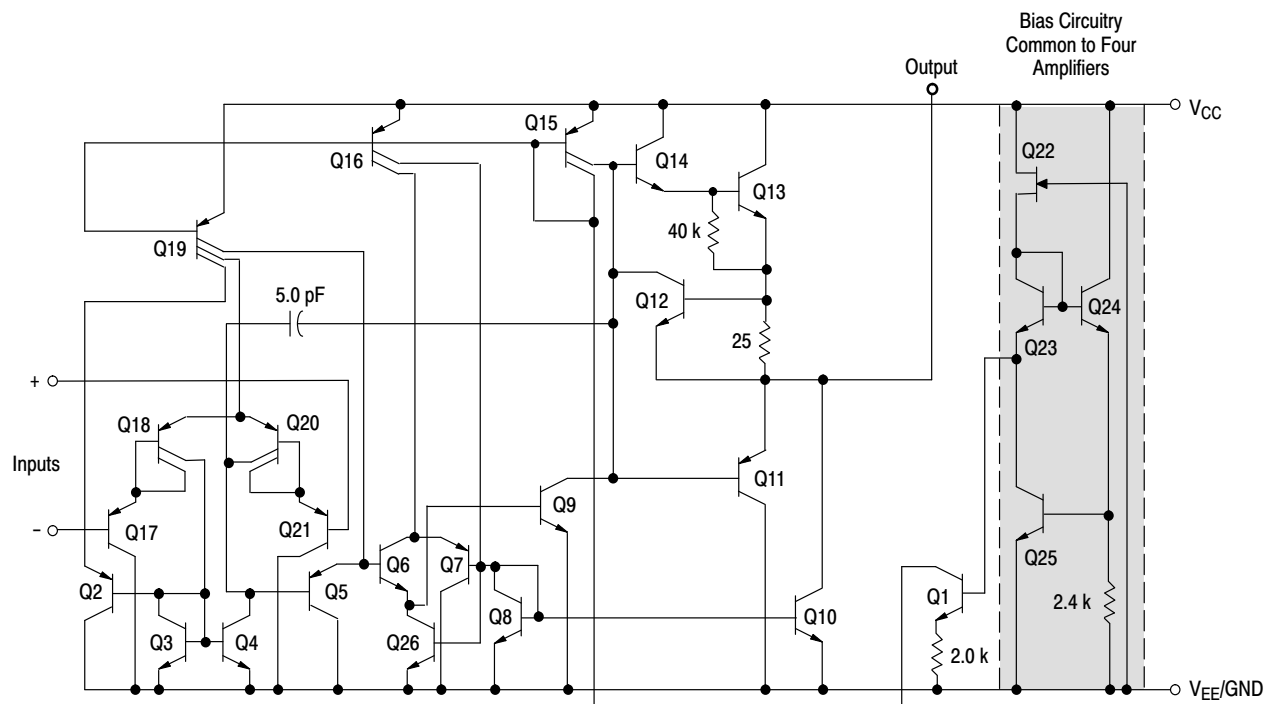 Bias Circuitry
Common to Four
Amplifiers
Output
VCC
Q15
Q22
Q16
Q14
Q13
Q19
40 k
5.0 pF
Q12
Q24
Q23
25
+
Q18
Q20
Inputs
Q11
Q9
–
Q17
Q21
Q25
Q6
Q7
Q2
Q5
Q1
2.4 k
Q3
Q4
Q8
Q10
Q26
2.0 k
VEE/GND